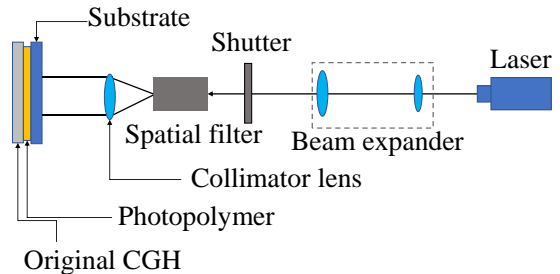 Substrate
Shutter
Laser
Spatial filter
Beam expander
Collimator lens
Photopolymer
Original CGH